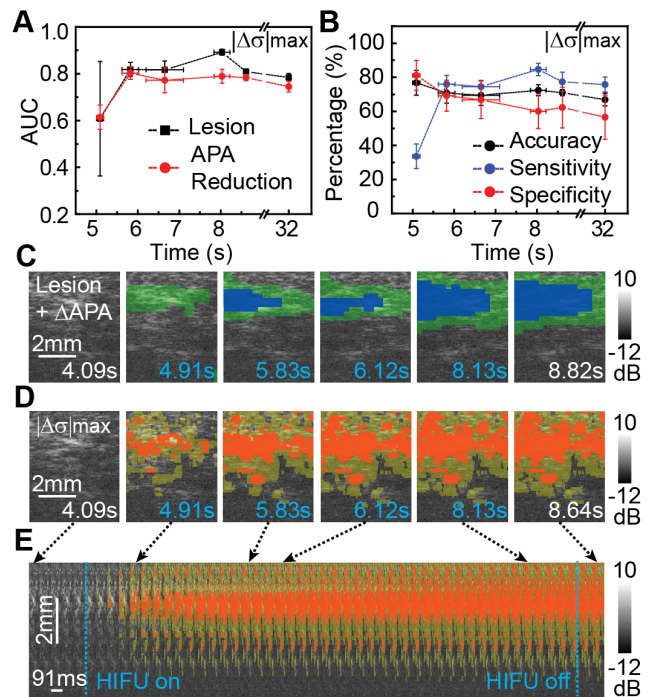 A
|Δσ|max
1.0
0.8
0.6
0.4
0.2
AUC
Lesion
APA
Reduction
5 6 7 8 32
Time (s)
B
|Δσ|max
100
80
60
40
20
0
Percentage (%)
Accuracy
Sensitivity
Specificity
5 6 7 8 32
Time (s)
C
Lesion
+ ΔAPA
2mm
4.09s 4.91s 5.83s 6.12s 8.13s 8.82s
10
-12
dB
D
|Δσ|max
2mm
4.09s 4.91s 5.83s 6.12s 8.13s 8.64s
10
-12
dB
E
2mm
91ms
HIFU on
HIFU off
10
-12
dB